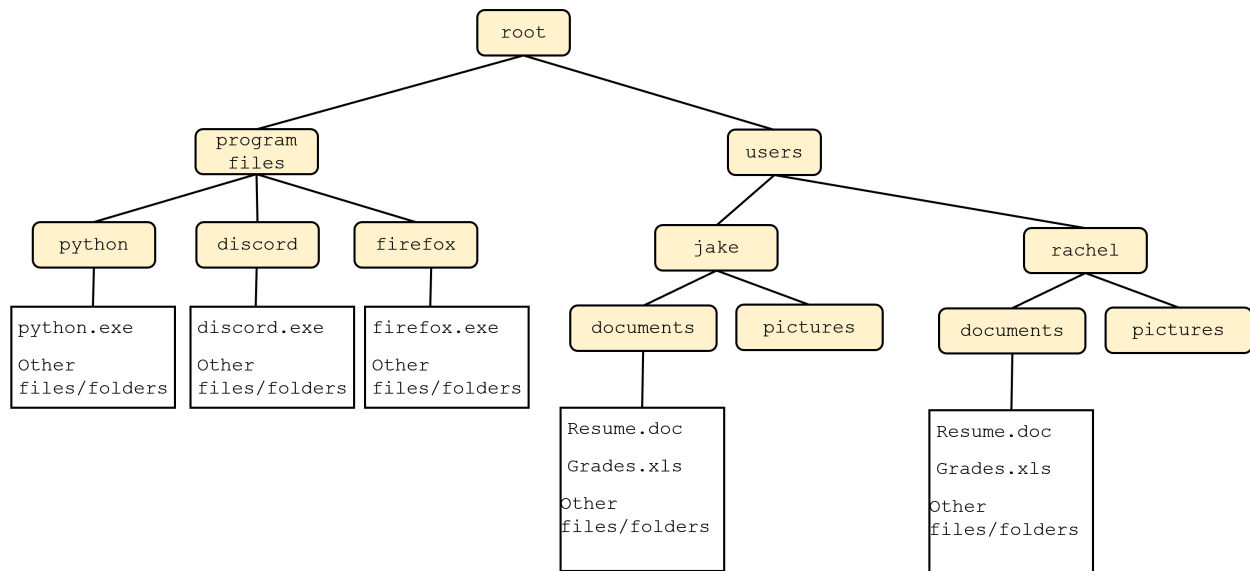 root
program
files
users
python
discord
firefox
jake
rachel
documents
pictures
documents
pictures
python.exe
Other
files/folders
discord.exe
Other
files/folders
firefox.exe
Other
files/folders
Resume.doc
Grades.xls
Other
files/folders
Resume.doc
Grades.xls
Other
files/folders